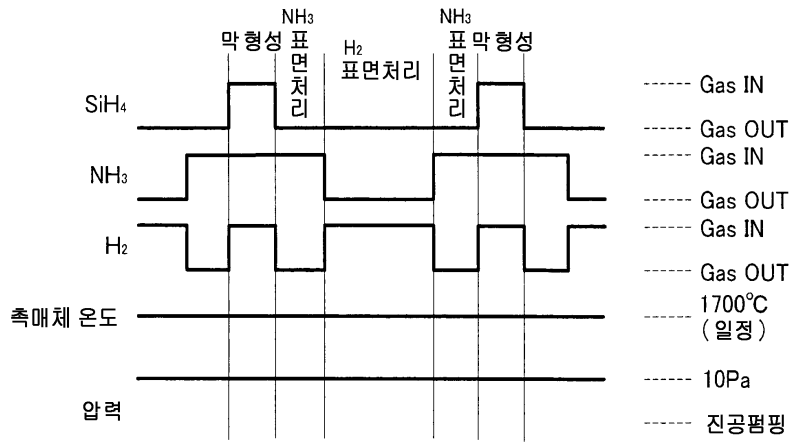 NH₃
표면처리
막형성
H₂
표면처리
NH₃
표면처리
막형성
SiH₄
Gas IN
Gas OUT
NH₃
Gas IN
Gas OUT
H₂
Gas IN
Gas OUT
촉매체 온도
1700℃
(일정)
압력
10Pa
진공펌핑